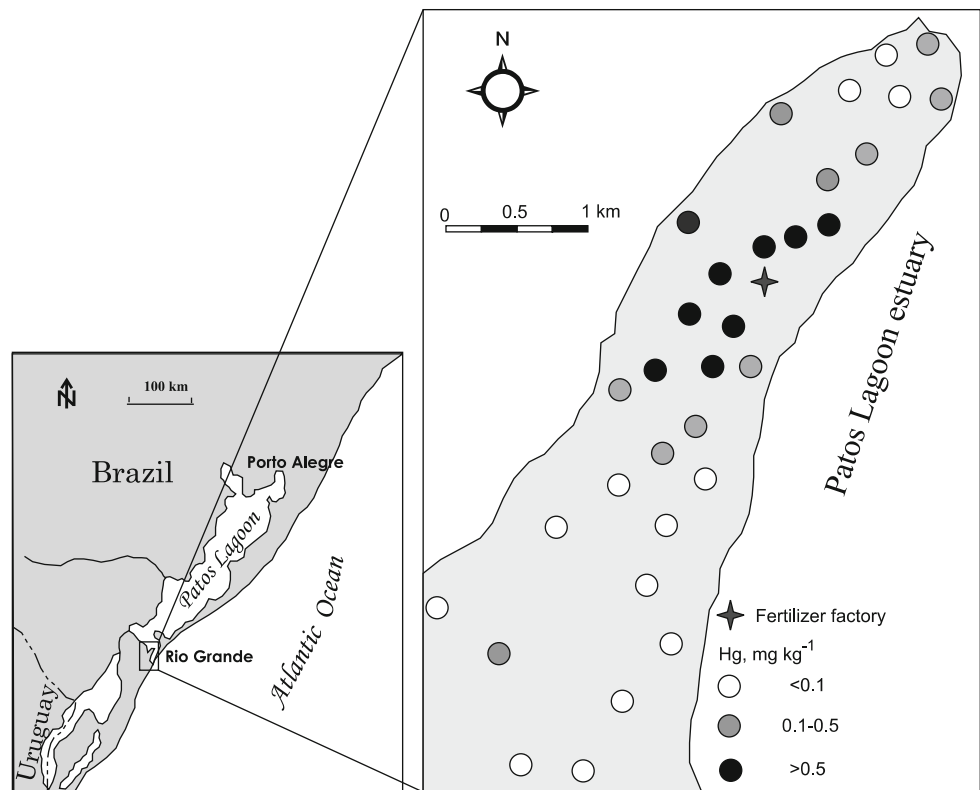 N
0 0.5 1 km
Patos Lagoon estuary
Fertilizer factory
Hg, mg kg⁻¹
<0.1
0.1-0.5
>0.5
N
100 km
Brazil
Porto Alegre
Patos Lagoon
Rio Grande
Atlantic Ocean
Uruguay